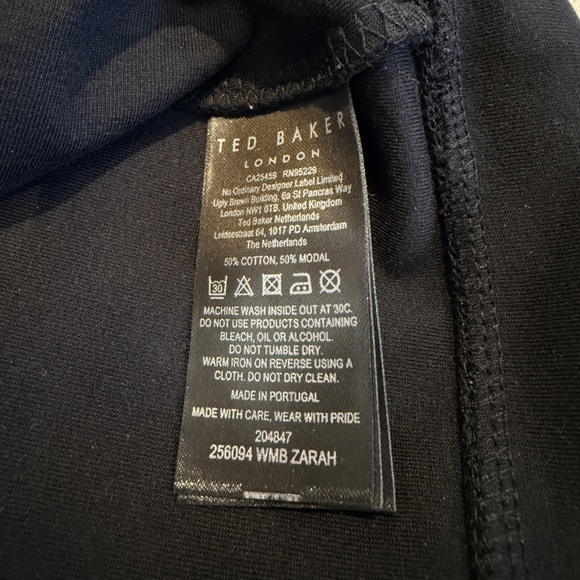 TED BAKER
LONDON
CA25459 RN95229
No Ordinary Designer Label Limited
Ugly Brown Building, 6a St Pancras Way
London NW1 0TB. United Kingdom
Ted Baker Netherlands
Leidsestraat 64, 1017 PD Amsterdam
The Netherlands
50% COTTON, 50% MODAL
30
MACHINE WASH INSIDE OUT AT 30C.
DO NOT USE PRODUCTS CONTAINING
BLEACH, OIL OR ALCOHOL.
DO NOT TUMBLE DRY.
WARM IRON ON REVERSE USING A
CLOTH. DO NOT DRY CLEAN.
MADE IN PORTUGAL
MADE WITH CARE, WEAR WITH PRIDE
204847
256094 WMB ZARAH